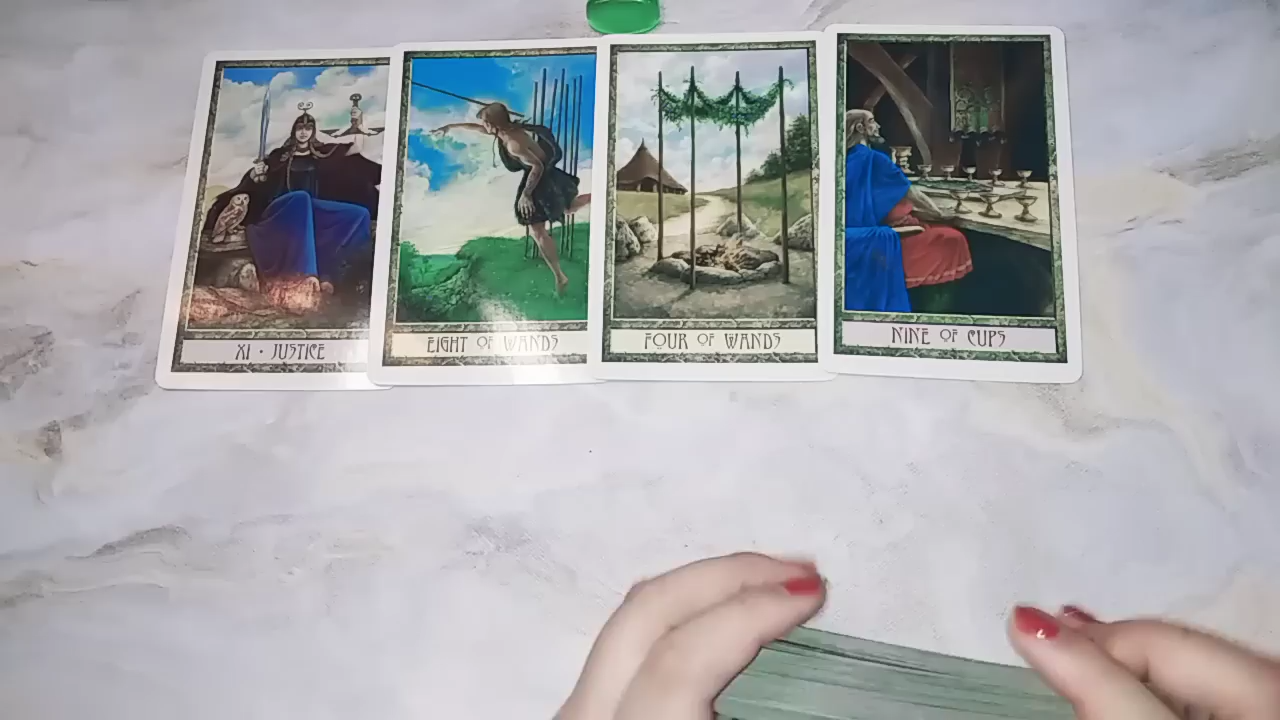 XI • JUSTICE
EIGHT OF WANDS
FOUR OF WANDS
NINE OF CUPS